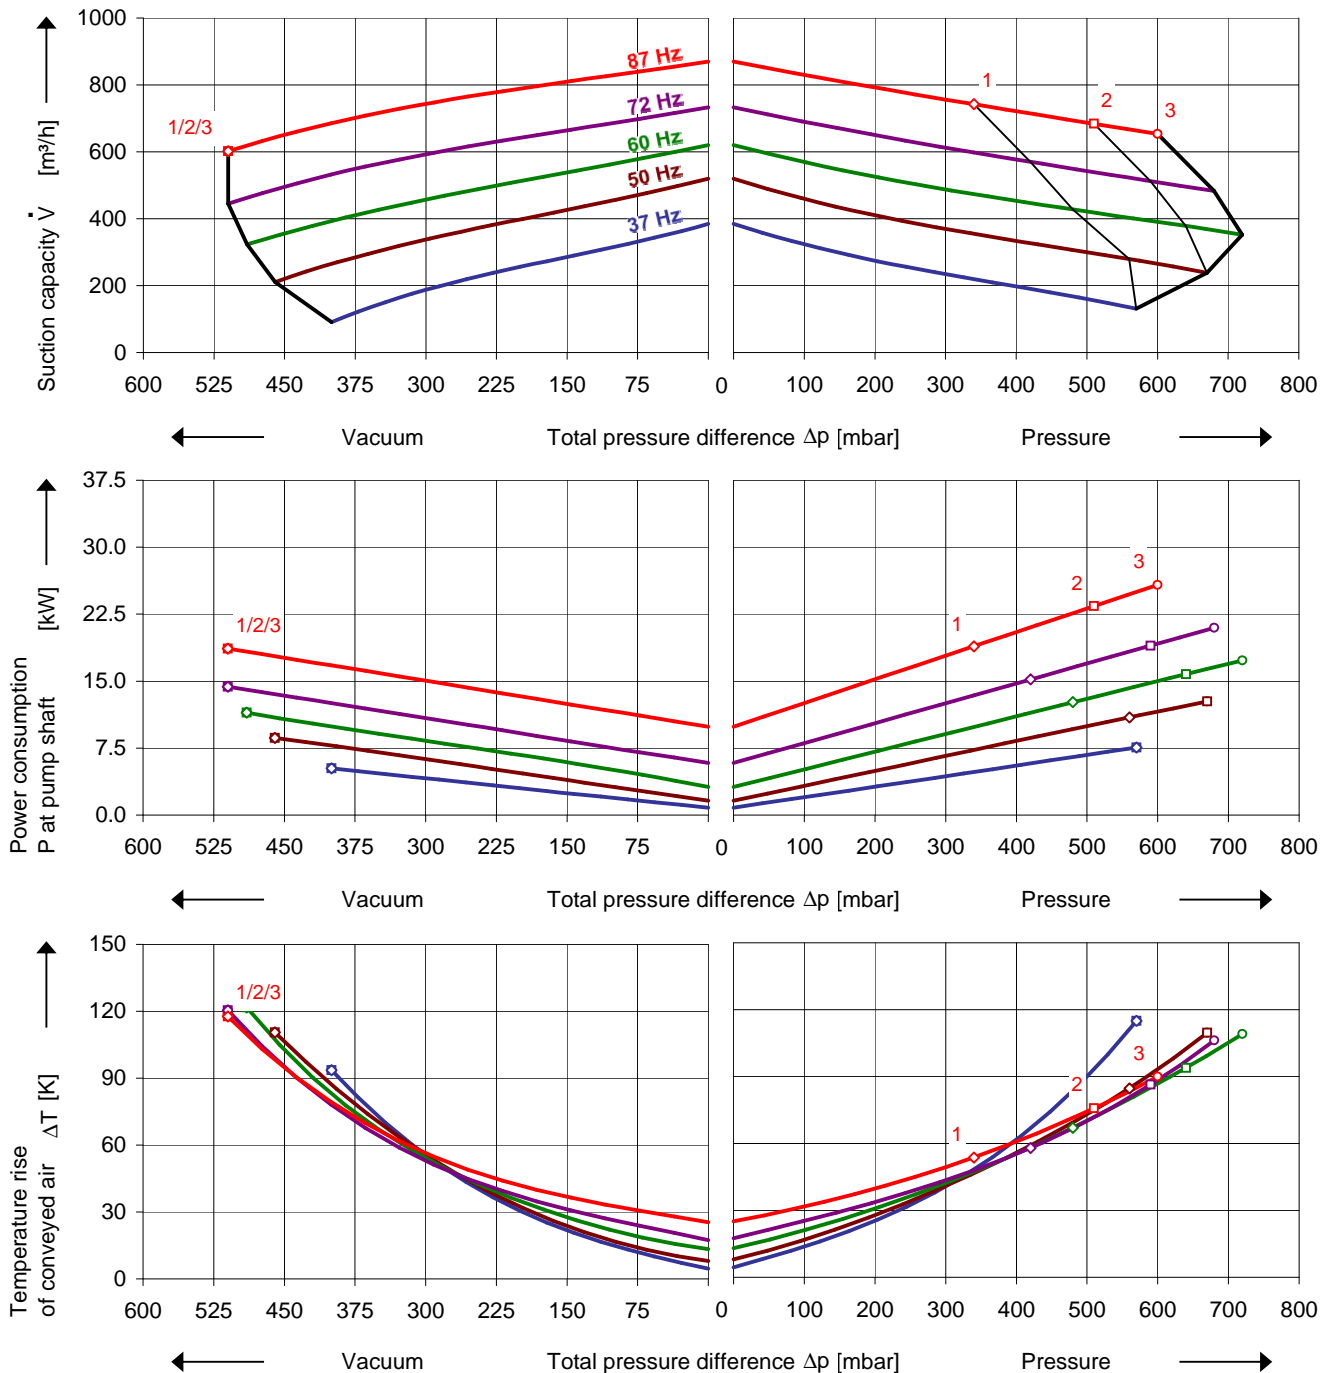 Suction capacity V̇ [m³/h]
1000
800
600
400
200
0
87 Hz
72 Hz
60 Hz
50 Hz
37 Hz
1/2/3
1
2
3
600 525 450 375 300 225 150 75 0 100 200 300 400 500 600 700 800
Vacuum Total pressure difference Δp [mbar] Pressure
Power consumption
P at pump shaft [kW]
37.5
30.0
22.5
15.0
7.5
0.0
1/2/3
1
2
3
600 525 450 375 300 225 150 75 0 100 200 300 400 500 600 700 800
Vacuum Total pressure difference Δp [mbar] Pressure
Temperature rise
of conveyed air ΔT [K]
150
120
90
60
30
0
1/2/3
1
2
3
600 525 450 375 300 225 150 75 0 100 200 300 400 500 600 700 800
Vacuum Total pressure difference Δp [mbar] Pressure